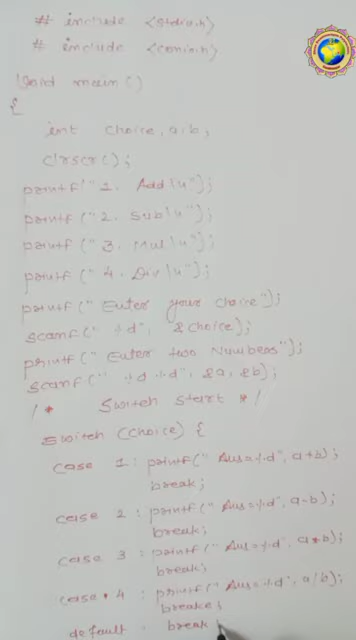 # include <stdio.h>
# include <conio.h>
Void main()
{
int choice, a, b,
clrscr();
printf("1. Add\n");
printf("2. Sub\n");
printf("3. Mul\n");
printf("4. Div\n");
printf("Enter your choice");
scanf("%d", &choice);
printf("Enter two Numbers");
scanf("%d %d", &a, &b);
/* Switch start */
switch (choice) {
case 1: printf("Ans=%d", a+b);
break;
case 2: printf("Ans=%d", a-b);
break;
case 3: printf("Ans=%d", a*b);
break;
case 4: printf("Ans=%d", a/b);
breake;
default: break